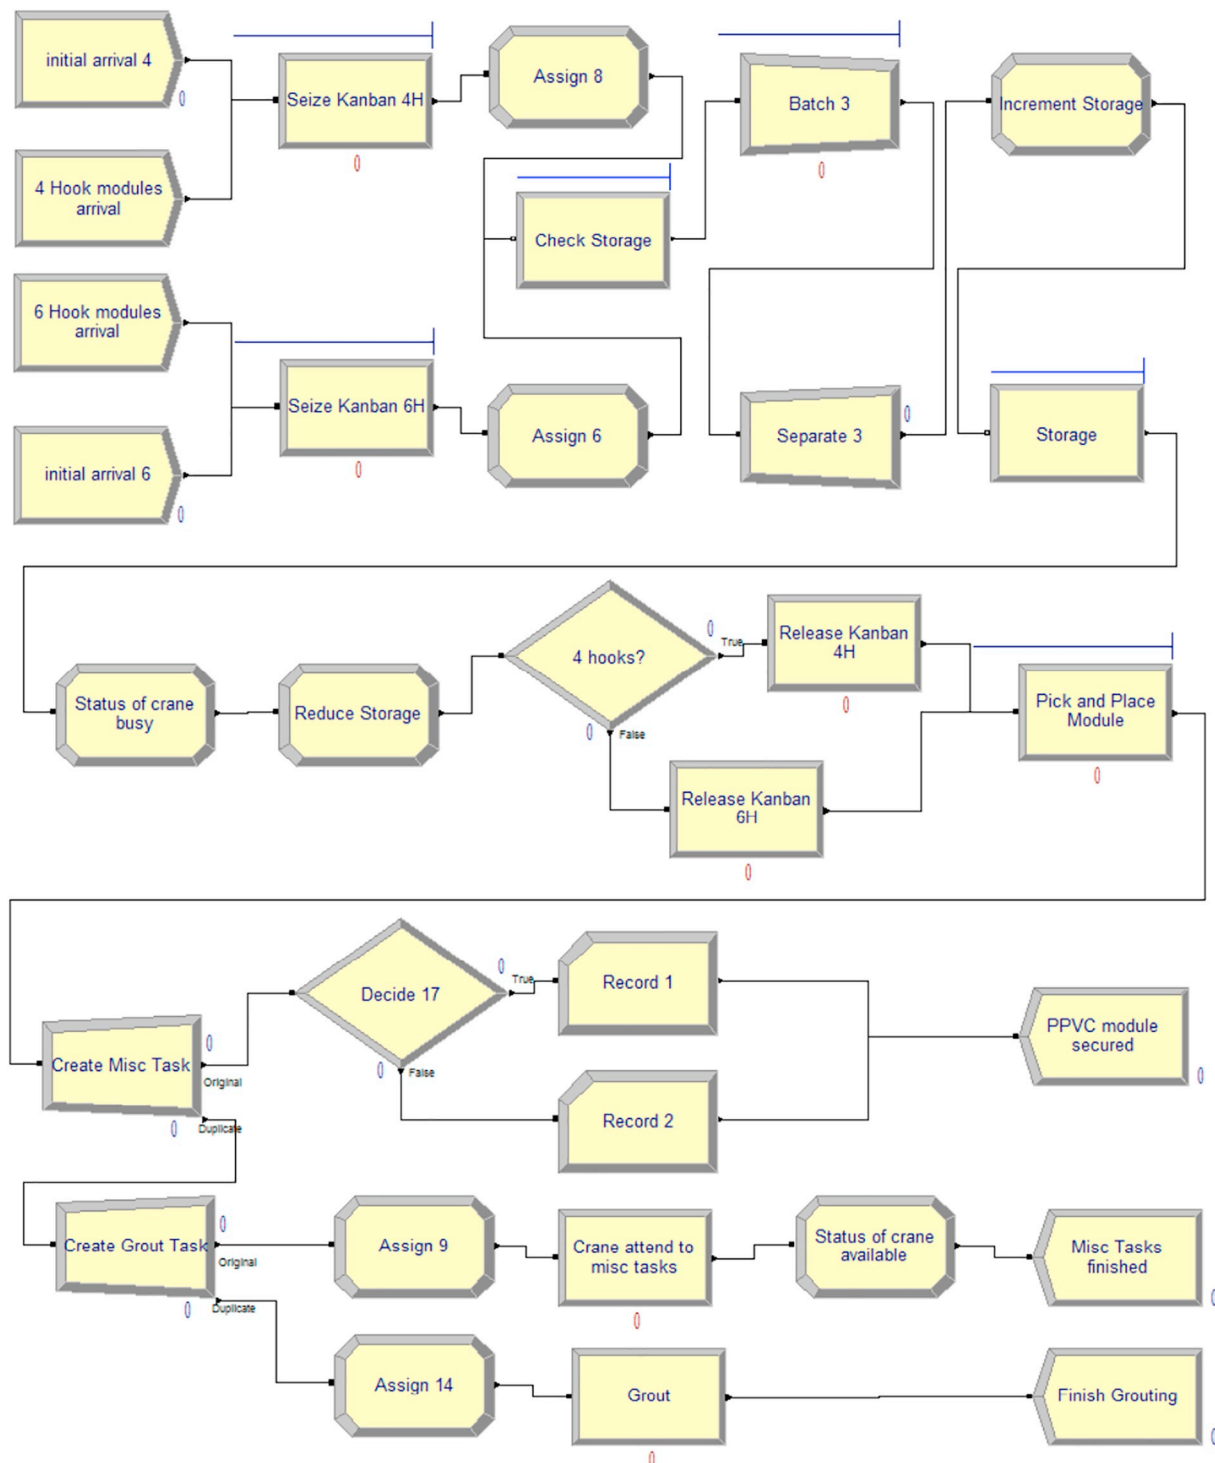 initial arrival 4
0
Seize Kanban 4H
0
Assign 8
Batch 3
0
Increment Storage
4 Hook modules
arrival
Check Storage
6 Hook modules
arrival
Seize Kanban 6H
0
Assign 6
Separate 3
0
Storage
initial arrival 6
0
4 hooks?
0
True
0
False
Release Kanban
4H
0
Status of crane
busy
Reduce Storage
Pick and Place
Module
0
Release Kanban
6H
0
Decide 17
0
True
0
False
Record 1
PPVC module
secured
0
Create Misc Task
0
Original
0
Duplicate
Record 2
Create Grout Task
0
Original
0
Duplicate
Assign 9
Crane attend to
misc tasks
0
Status of crane
available
Misc Tasks
finished
0
Assign 14
Grout
0
Finish Grouting
0